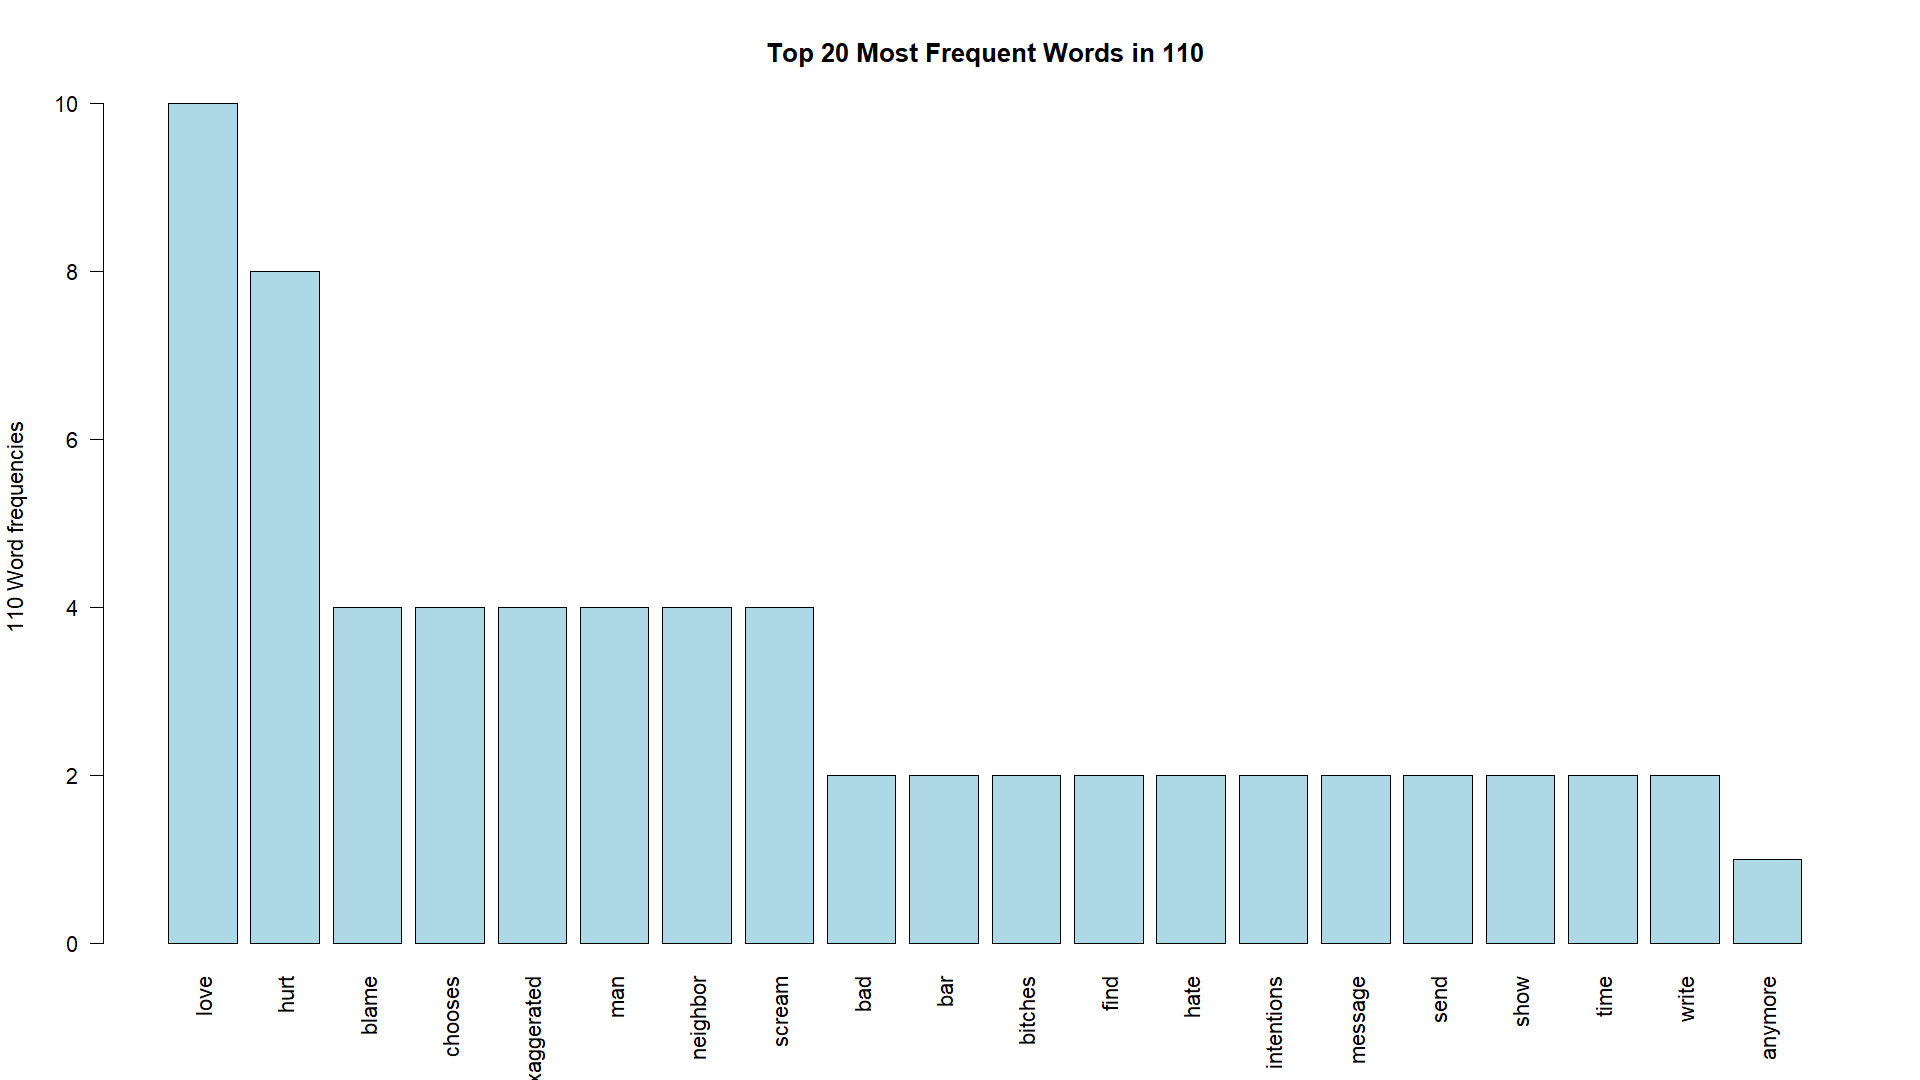 Top 20 Most Frequent Words in 110
110 Word frequencies
10
8
6
4
2
0
love
hurt
blame
chooses
xaggerated
man
neighbor
scream
bad
bar
bitches
find
hate
intentions
message
send
show
time
write
anymore